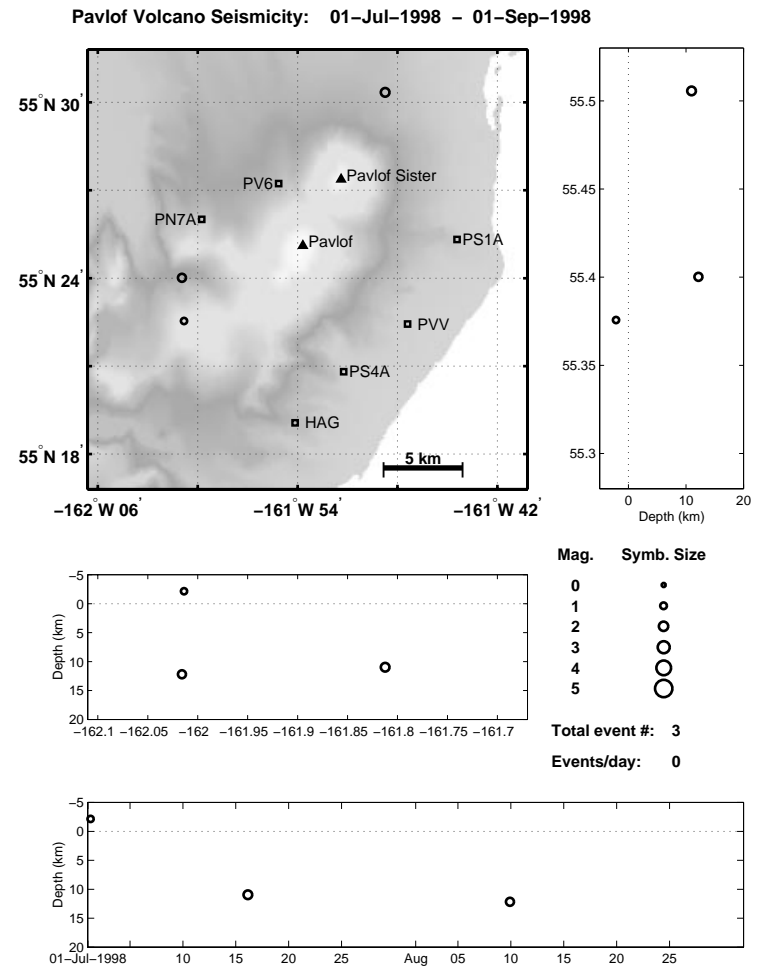 Pavlof Volcano Seismicity: 01−Jul−1998 − 01−Sep−1998
55°N 30'
55°N 24'
55°N 18'
−162°W 06'
−161°W 54'
−161°W 42'
Pavlof Sister
PV6
PN7A
Pavlof
PS1A
PVV
PS4A
HAG
5 km
55.5
55.45
55.4
55.35
55.3
0 10 20
Depth (km)
Mag. Symb. Size
0
1
2
3
4
5
Total event #: 3
Events/day: 0
−5
0
5
10
15
20
Depth (km)
−162.1 −162.05 −162 −161.95 −161.9 −161.85 −161.8 −161.75 −161.7
−5
0
5
10
15
20
Depth (km)
01−Jul−1998 10 15 20 25 Aug 05 10 15 20 25